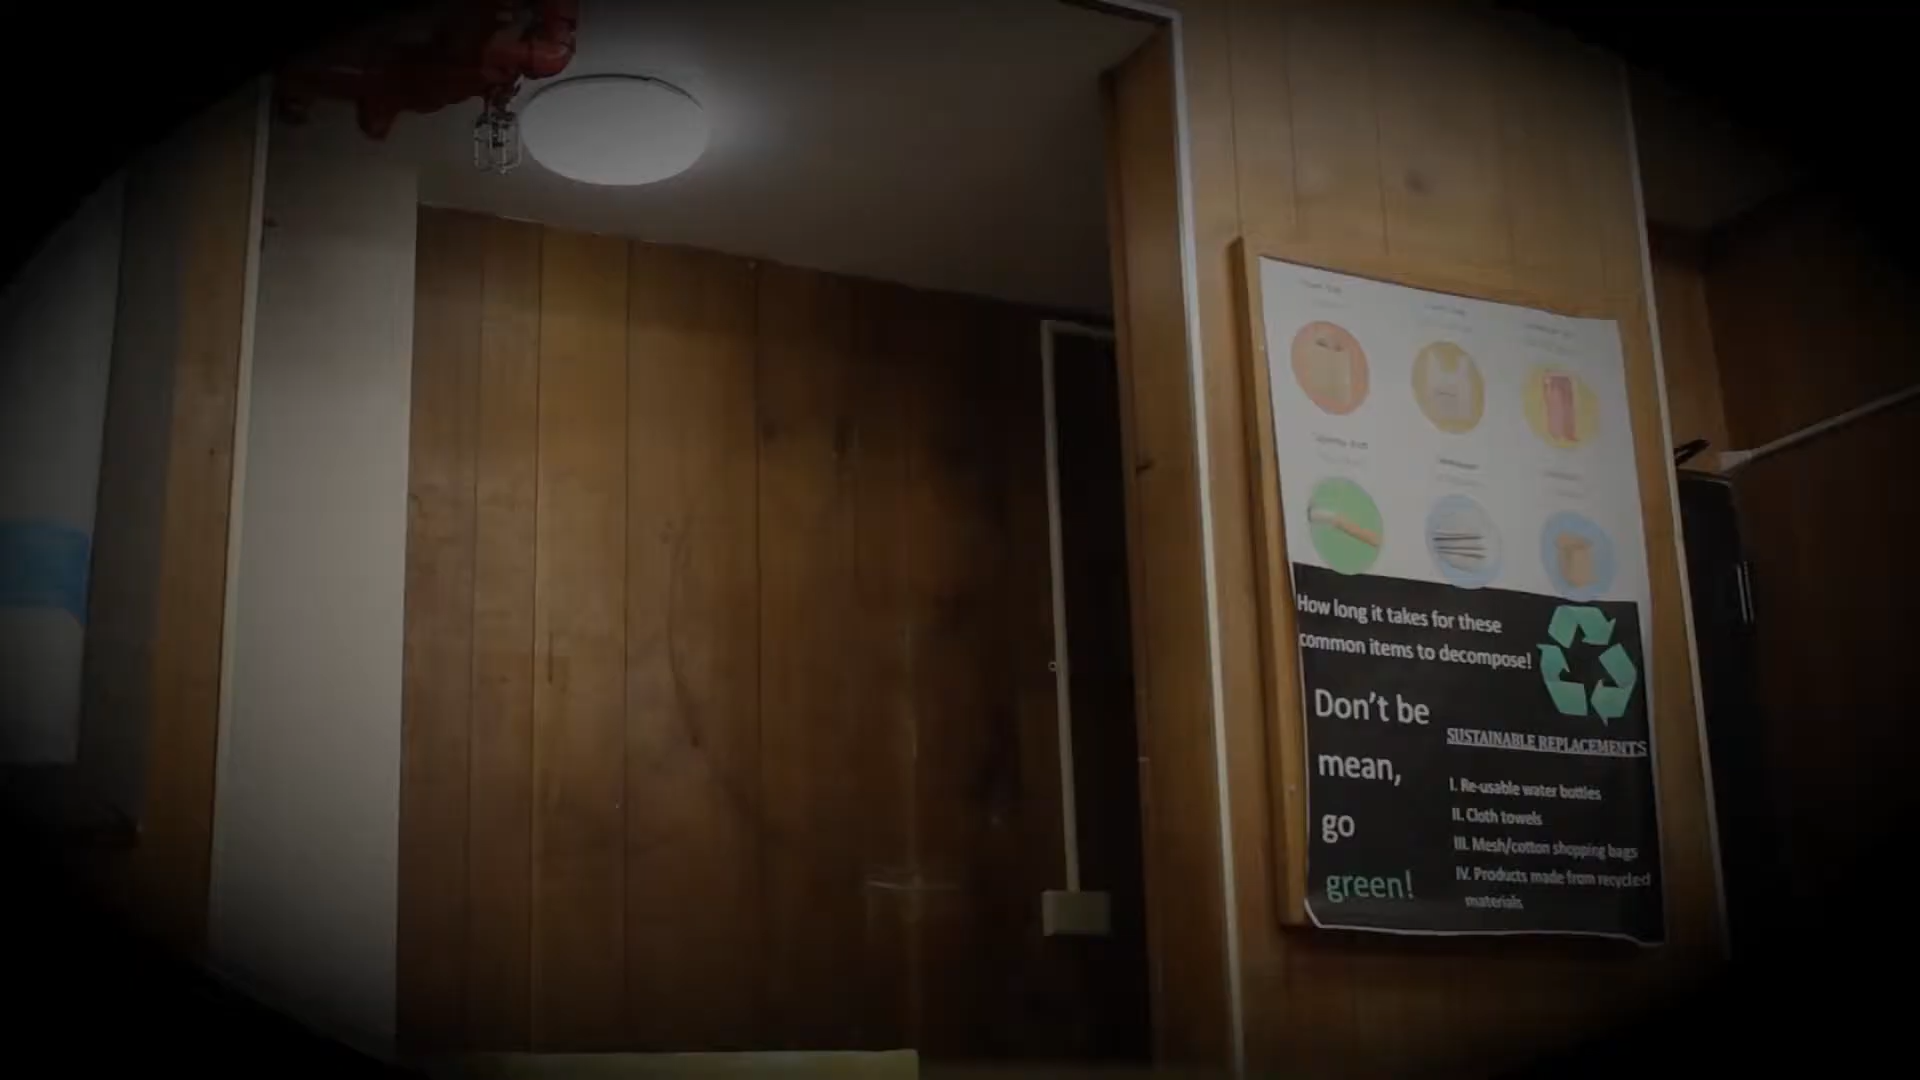 How long it takes for these
common items to decompose!
Don't be
mean,
go
green!
SUSTAINABLE REPLACEMENTS
I. Re-usable water bottles
II. Cloth towels
III. Mesh/cotton shopping bags
IV. Products made from recycled
materials